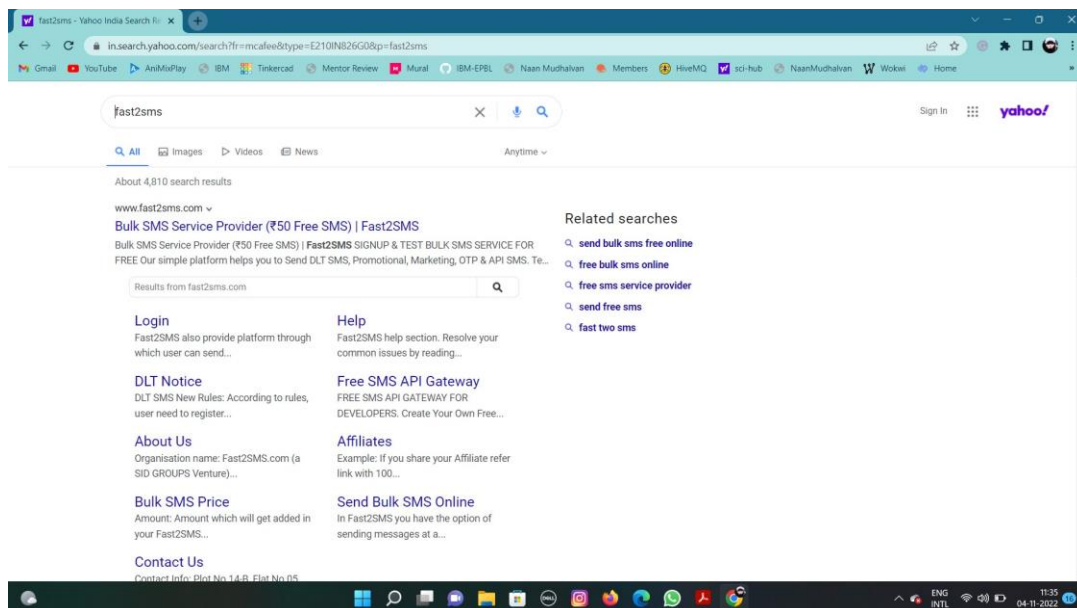 fast2sms - Yahoo India Search Re
in.search.yahoo.com/search?fr=mcafee&type=E210IN826G0&p=fast2sms
Gmail YouTube AniMixPlay IBM Tinkercad Mentor Review Mural IBM-EPBL Naan Mudhalvan Members HiveMQ sci-hub NaanMudhalvan Wokwi Home
fast2sms
Sign In yahoo!
All Images Videos News Anytime
About 4,810 search results
www.fast2sms.com
Bulk SMS Service Provider (₹50 Free SMS) | Fast2SMS
Bulk SMS Service Provider (₹50 Free SMS) | Fast2SMS SIGNUP & TEST BULK SMS SERVICE FOR
FREE Our simple platform helps you to Send DLT SMS, Promotional, Marketing, OTP & API SMS. Te...
Results from fast2sms.com
Login
Fast2SMS also provide platform through
which user can send...
Help
Fast2SMS help section. Resolve your
common issues by reading...
DLT Notice
DLT SMS New Rules: According to rules,
user need to register...
Free SMS API Gateway
FREE SMS API GATEWAY FOR
DEVELOPERS. Create Your Own Free...
About Us
Organisation name: Fast2SMS.com (a
SID GROUPS Venture)...
Affiliates
Example: If you share your Affiliate refer
link with 100...
Bulk SMS Price
Amount: Amount which will get added in
your Fast2SMS...
Send Bulk SMS Online
In Fast2SMS you have the option of
sending messages at a...
Contact Us
Contact Info: Plot No 14-B, Flat No 05,
Related searches
send bulk sms free online
free bulk sms online
free sms service provider
send free sms
fast two sms
ENG
INTL
11:35
04-11-2022
16